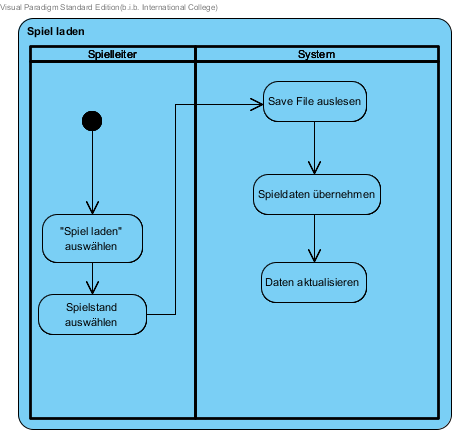 Visual Paradigm Standard Edition(b.i.b. International College)
Spiel laden
Spielleiter
System
Save File auslesen
Spieldaten übernehmen
"Spiel laden"
auswählen
Daten aktualisieren
Spielstand
auswählen